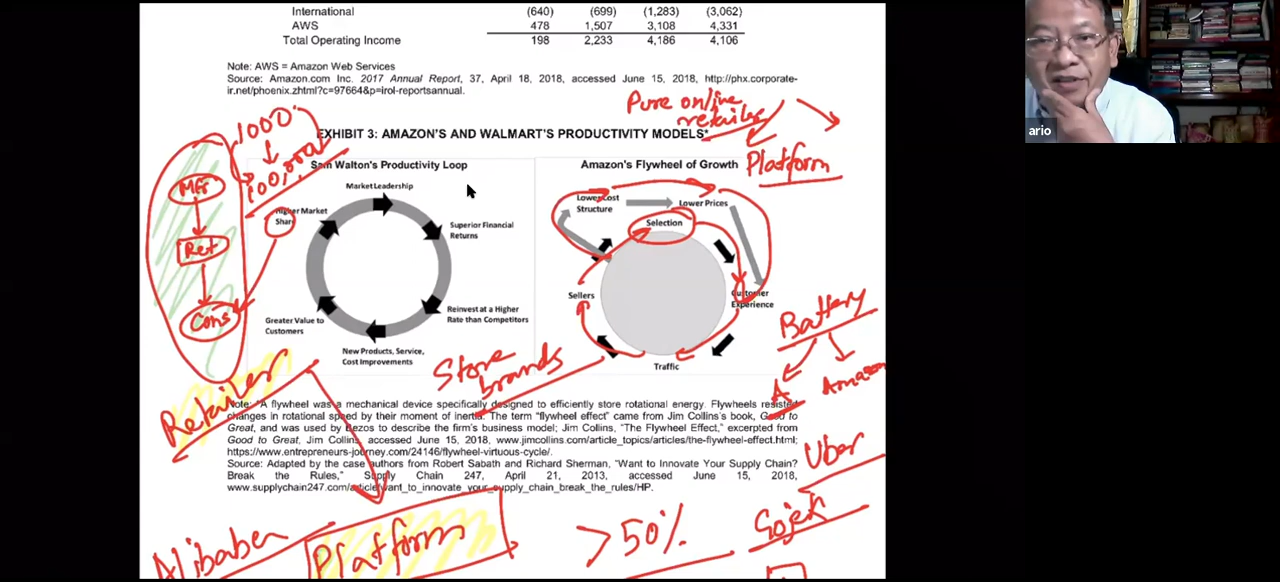 International (640) (699) (1,283) (3,062)
AWS 478 1,507 3,108 4,331
Total Operating Income 198 2,233 4,186 4,106
Note: AWS = Amazon Web Services
Source: Amazon.com Inc. 2017 Annual Report, 37, April 18, 2018, accessed June 15, 2018, http://phx.corporate-
ir.net/phoenix.zhtml?c=97664&p=irol-reportsannual.
Pure online
retailer
EXHIBIT 3: AMAZON'S AND WALMART'S PRODUCTIVITY MODELS*
Platform
1000
100,000
Mfr
Ret
Cons
Sam Walton's Productivity Loop
Market Leadership
Superior Financial
Returns
Reinvest at a Higher
Rate than Competitors
New Products, Service,
Cost Improvements
Greater Value to
Customers
Higher Market
Share
Amazon's Flywheel of Growth
Lower Cost
Structure
Lower Prices
Selection
Customer
Experience
Traffic
Sellers
Battery
A
Amazon
Store
brands
Retailer
Note: *A flywheel was a mechanical device specifically designed to efficiently store rotational energy. Flywheels resisted
changes in rotational speed by their moment of inertia. The term "flywheel effect" came from Jim Collins's book, Good to
Great, and was used by Bezos to describe the firm's business model; Jim Collins, "The Flywheel Effect," excerpted from
Good to Great, Jim Collins, accessed June 15, 2018, www.jimcollins.com/article_topics/articles/the-flywheel-effect.html;
https://www.entrepreneurs-journey.com/24146/flywheel-virtuous-cycle/.
Source: Adapted by the case authors from Robert Sabath and Richard Sherman, "Want to Innovate Your Supply Chain?
Break the Rules," Supply Chain 247, April 21, 2013, accessed June 15, 2018,
www.supplychain247.com/article/want_to_innovate_your_supply_chain_break_the_rules/HP.
Uber
Gojek
Alibaba
Platform
>50%
ario